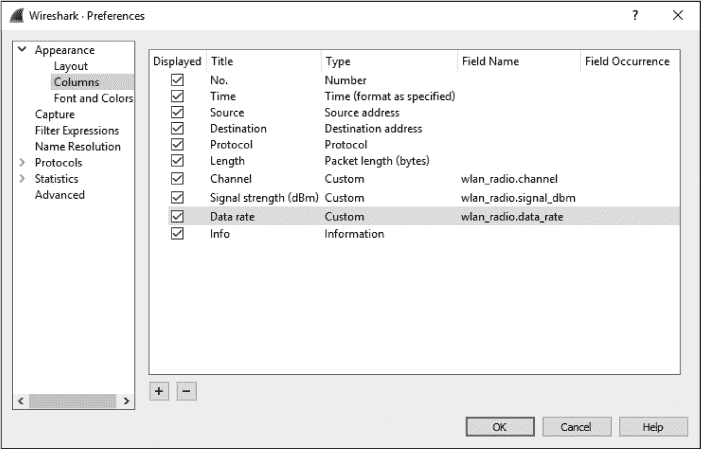 Wireshark · Preferences
? ×
Appearance
Layout
Columns
Font and Colors
Capture
Filter Expressions
Name Resolution
Protocols
Statistics
Advanced
Displayed Title Type Field Name Field Occurrence
No. Number
Time Time (format as specified)
Source Source address
Destination Destination address
Protocol Protocol
Length Packet length (bytes)
Channel Custom wlan_radio.channel
Signal strength (dBm) Custom wlan_radio.signal_dbm
Data rate Custom wlan_radio.data_rate
Info Information
+ −
OK Cancel Help